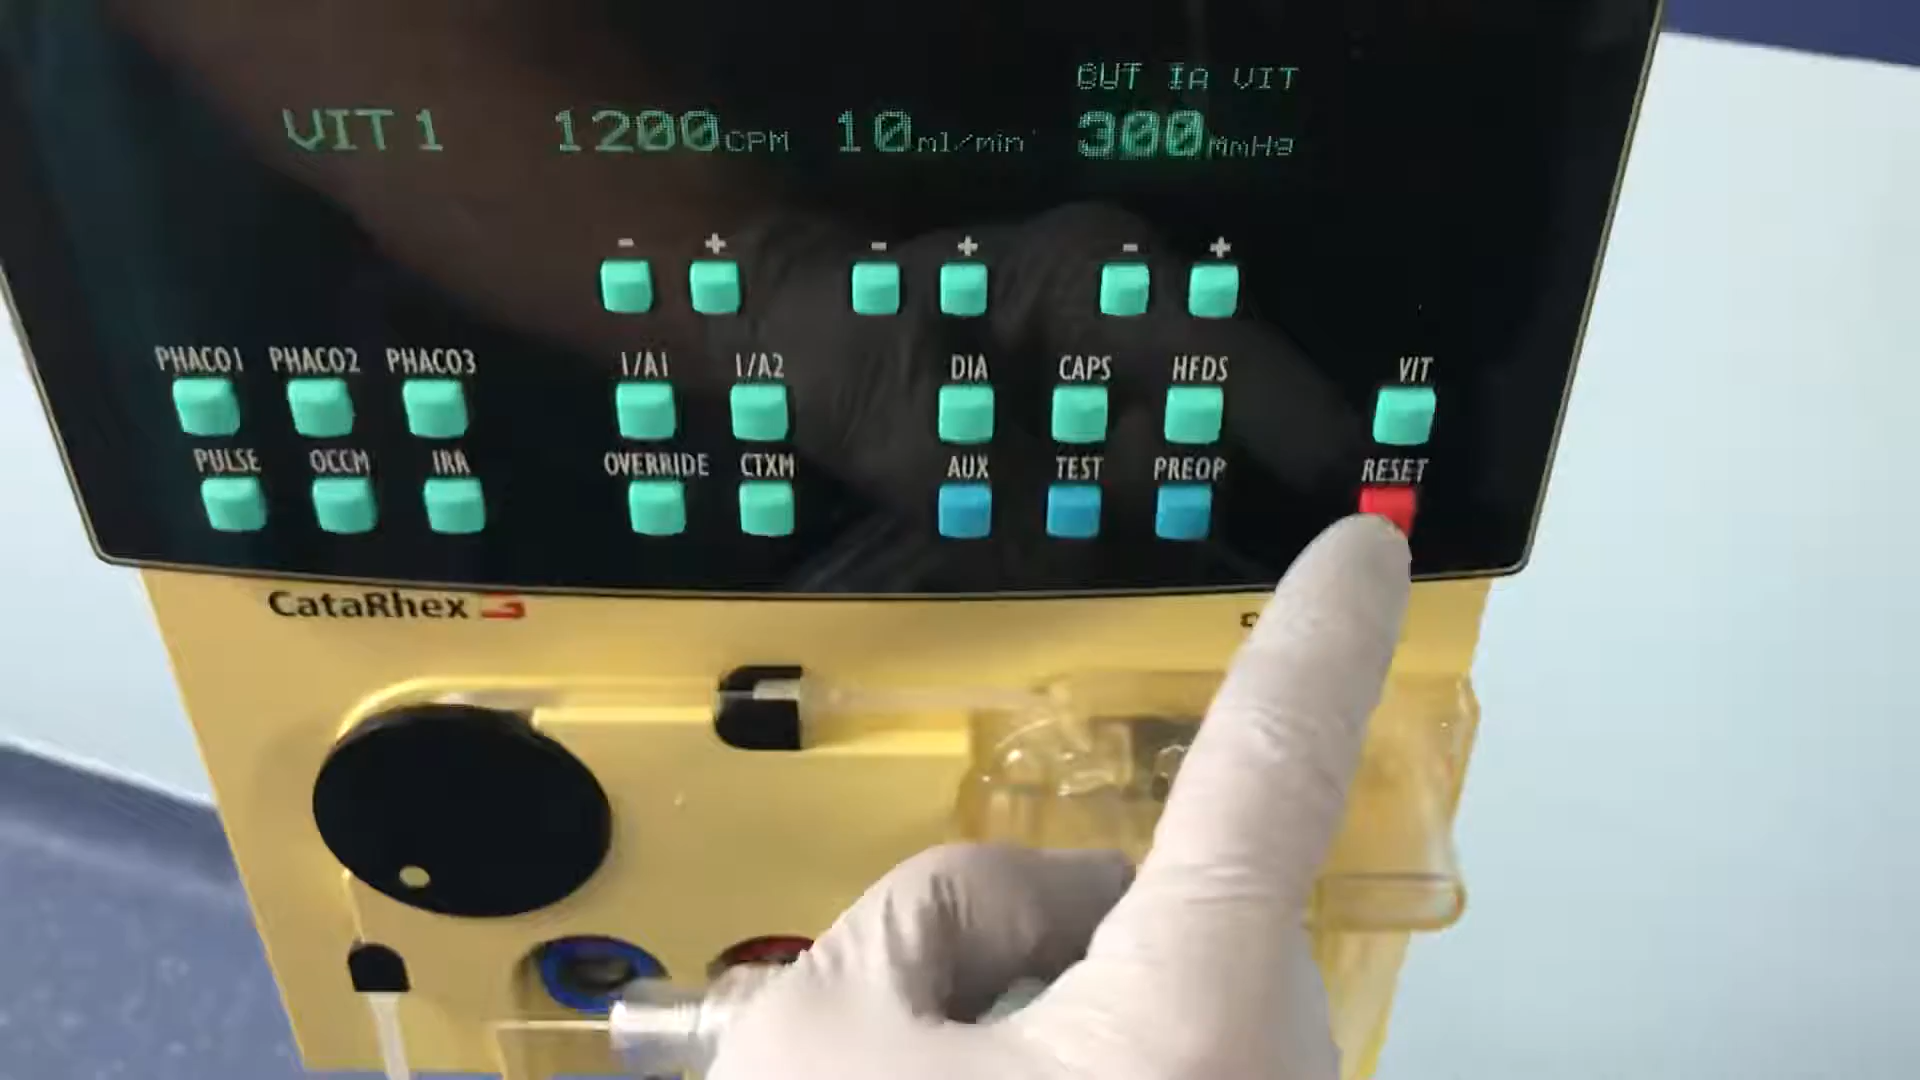 IA VIT
VIT 1 1200CPM 10ml/min 300MmHg
- + - + - +
PHACO1 PHACO2 PHACO3 I/A1 I/A2 DIA CAPS HFDS VIT
PULSE OCCM IRA OVERRIDE CTXM AUX TEST PREOP RESET
CataRhex 3